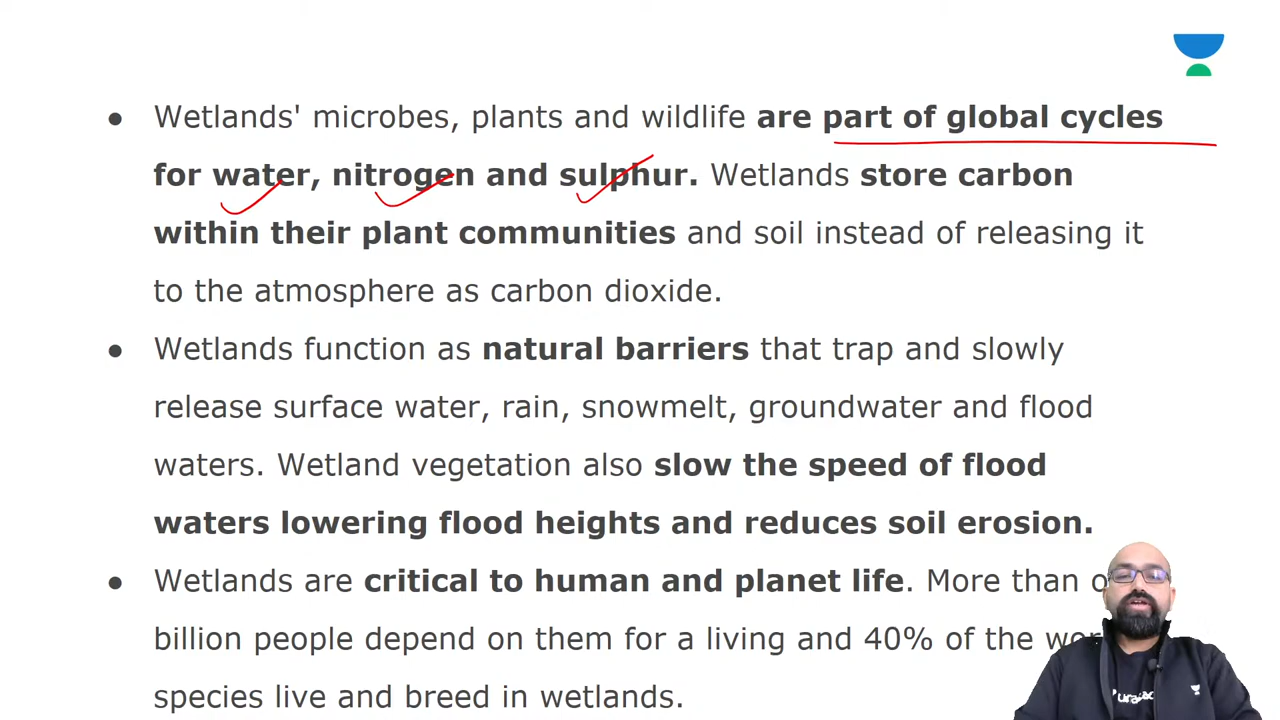 ● Wetlands' microbes, plants and wildlife are part of global cycles
for water, nitrogen and sulphur. Wetlands store carbon
within their plant communities and soil instead of releasing it
to the atmosphere as carbon dioxide.
● Wetlands function as natural barriers that trap and slowly
release surface water, rain, snowmelt, groundwater and flood
waters. Wetland vegetation also slow the speed of flood
waters lowering flood heights and reduces soil erosion.
● Wetlands are critical to human and planet life. More than
billion people depend on them for a living and 40% of the
species live and breed in wetlands.